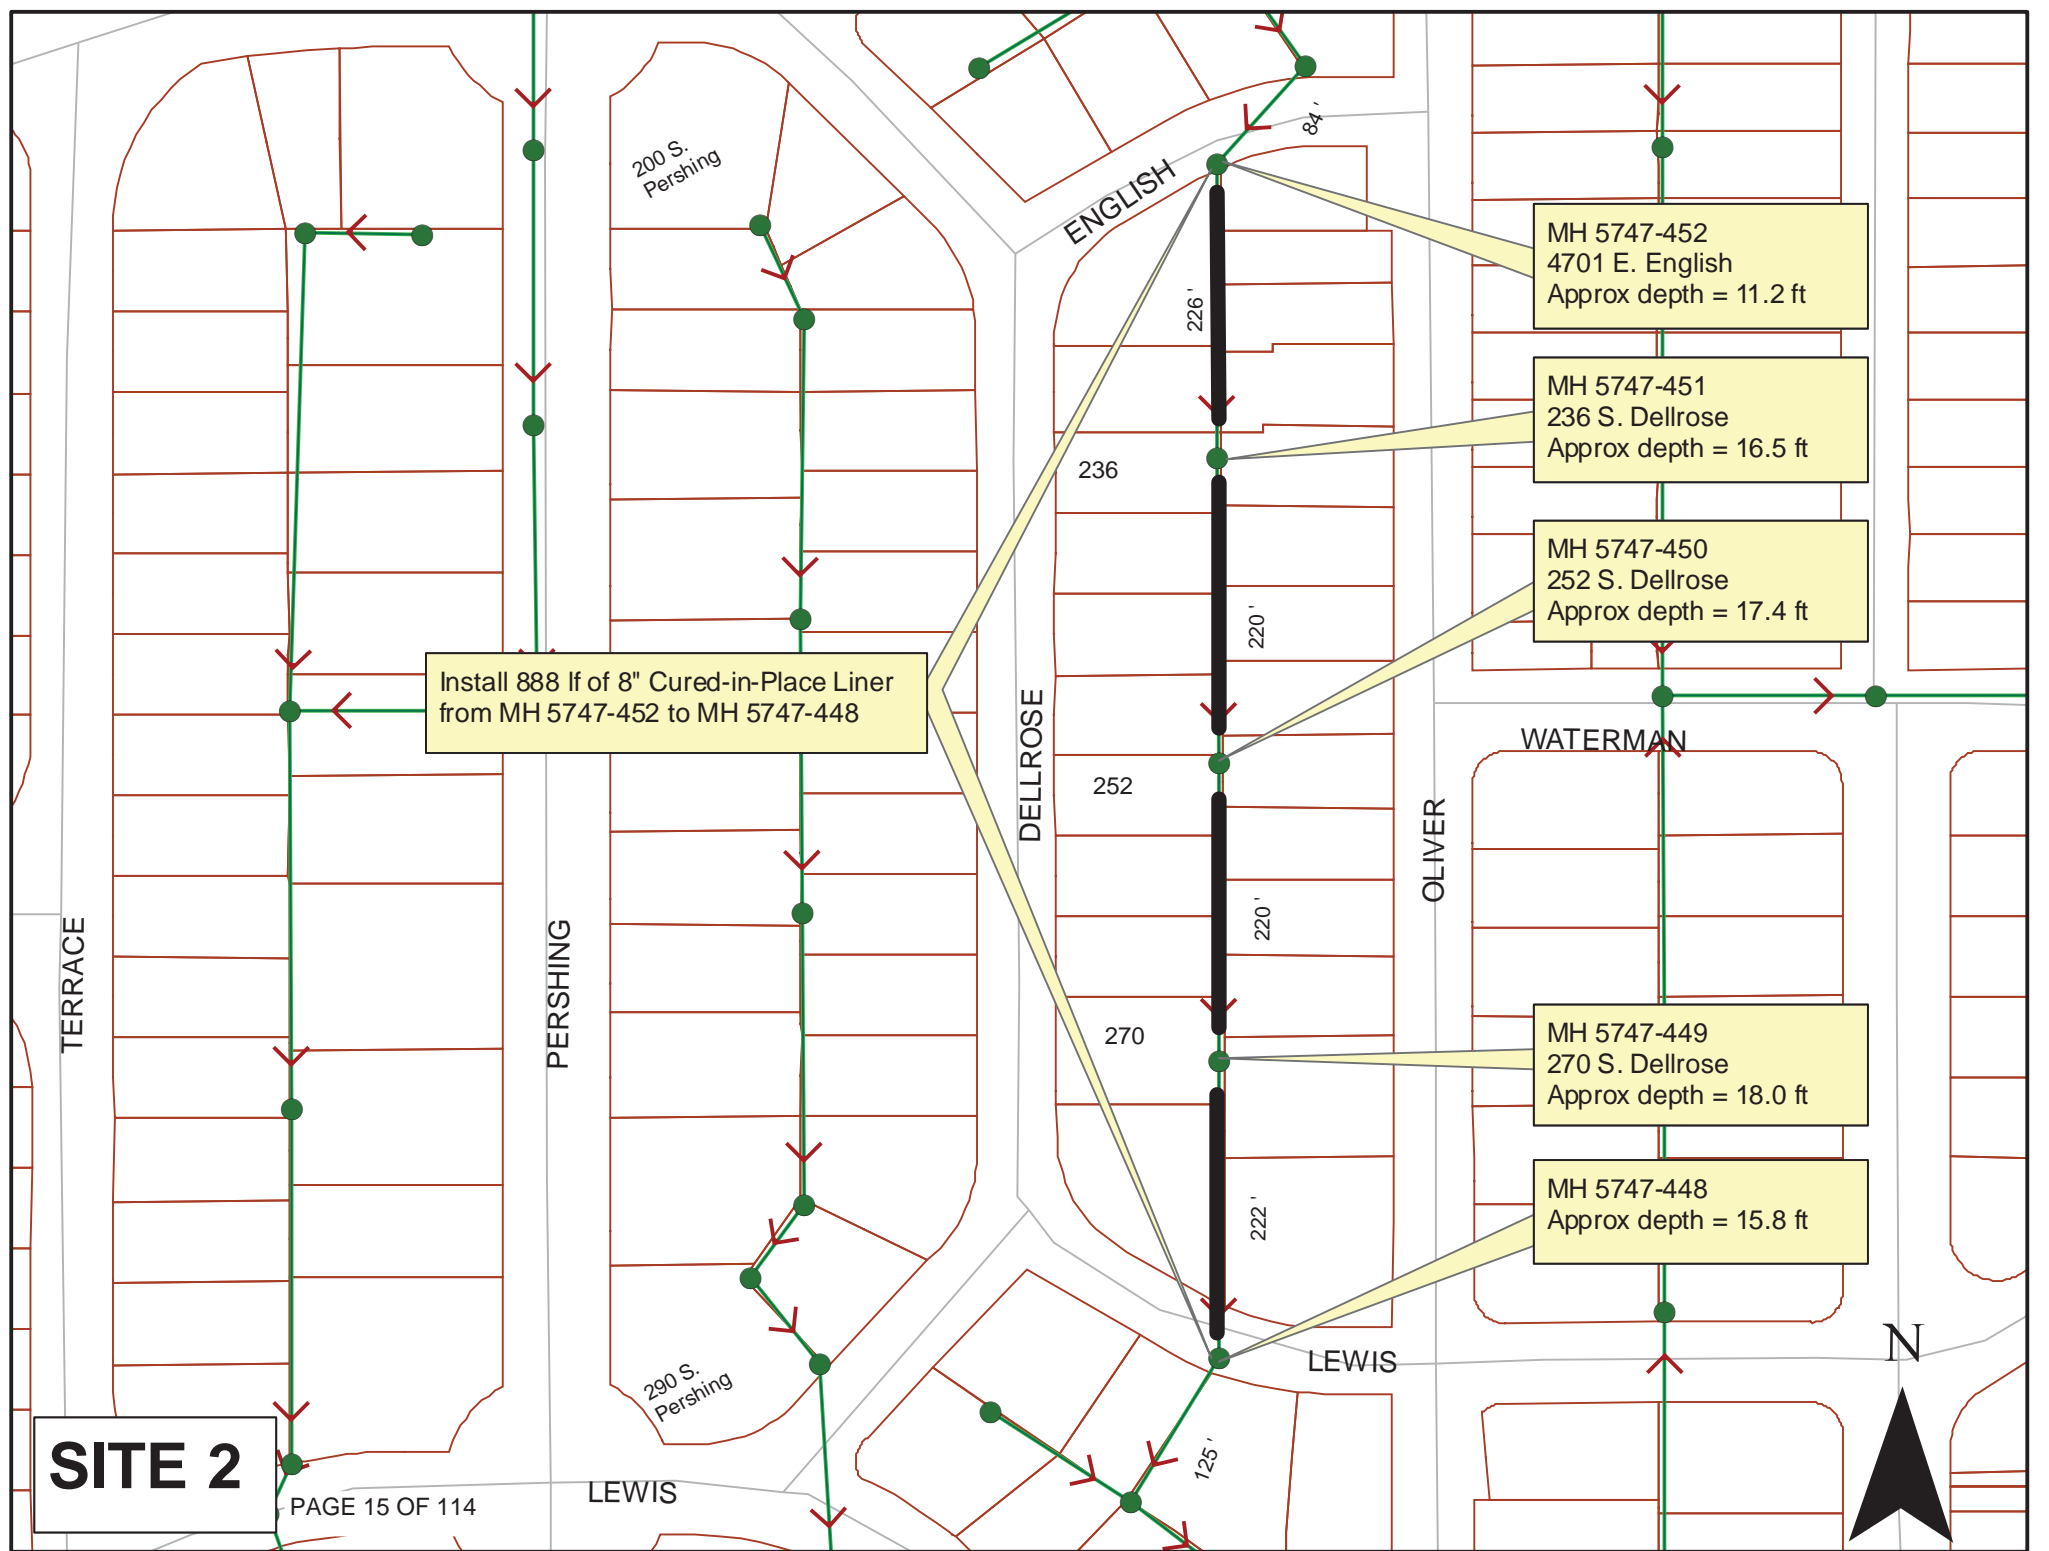 84 '
200 S.
Pershing
ENGLISH
MH 5747-452
4701 E. English
Approx depth = 11.2 ft
226 '
MH 5747-451
236 S. Dellrose
Approx depth = 16.5 ft
236
MH 5747-450
252 S. Dellrose
Approx depth = 17.4 ft
220 '
Install 888 lf of 8" Cured-in-Place Liner
from MH 5747-452 to MH 5747-448
DELLROSE
WATERMAN
252
OLIVER
220 '
TERRACE
PERSHING
270
MH 5747-449
270 S. Dellrose
Approx depth = 18.0 ft
MH 5747-448
Approx depth = 15.8 ft
222 '
N
LEWIS
290 S.
Pershing
125 '
SITE 2
LEWIS
PAGE 15 OF 114